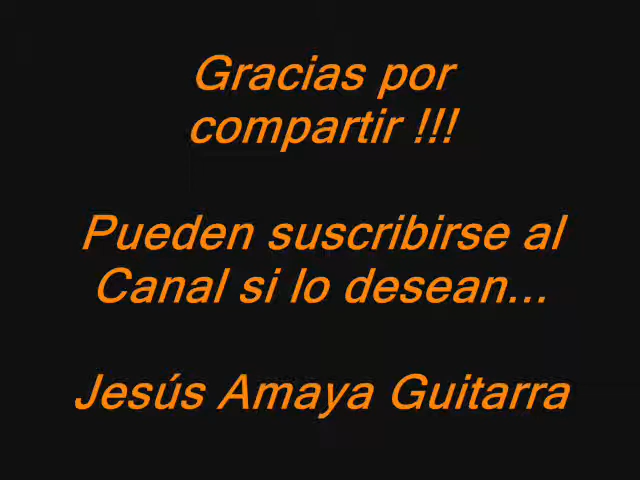 Gracias por
compartir !!!
Pueden suscribirse al
Canal si lo desean...
Jesús Amaya Guitarra